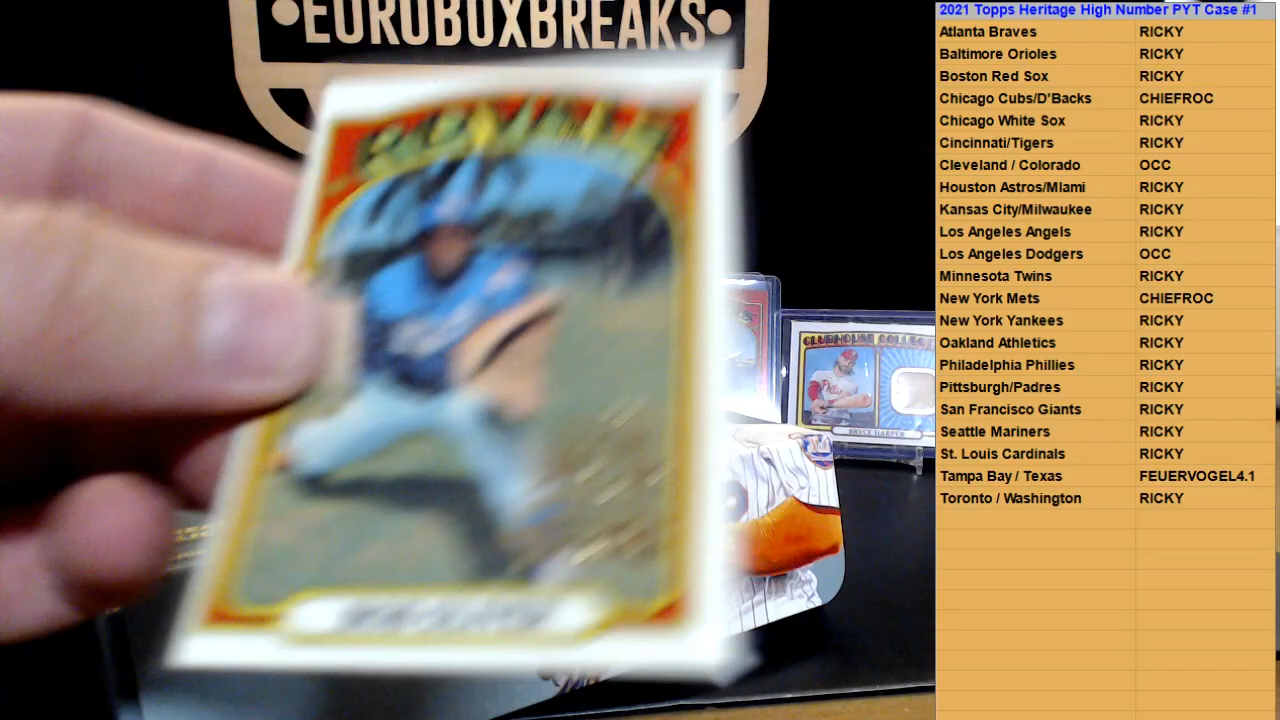 •EUROBOXBREAKS•
CLUBHOUSE COLLECT
BRYCE HARPER
2021 Topps Heritage High Number PYT Case #1
Atlanta Braves RICKY
Baltimore Orioles RICKY
Boston Red Sox RICKY
Chicago Cubs/D'Backs CHIEFROC
Chicago White Sox RICKY
Cincinnati/Tigers RICKY
Cleveland / Colorado OCC
Houston Astros/MIami RICKY
Kansas City/Milwaukee RICKY
Los Angeles Angels RICKY
Los Angeles Dodgers OCC
Minnesota Twins RICKY
New York Mets CHIEFROC
New York Yankees RICKY
Oakland Athletics RICKY
Philadelphia Phillies RICKY
Pittsburgh/Padres RICKY
San Francisco Giants RICKY
Seattle Mariners RICKY
St. Louis Cardinals RICKY
Tampa Bay / Texas FEUERVOGEL4.1
Toronto / Washington RICKY